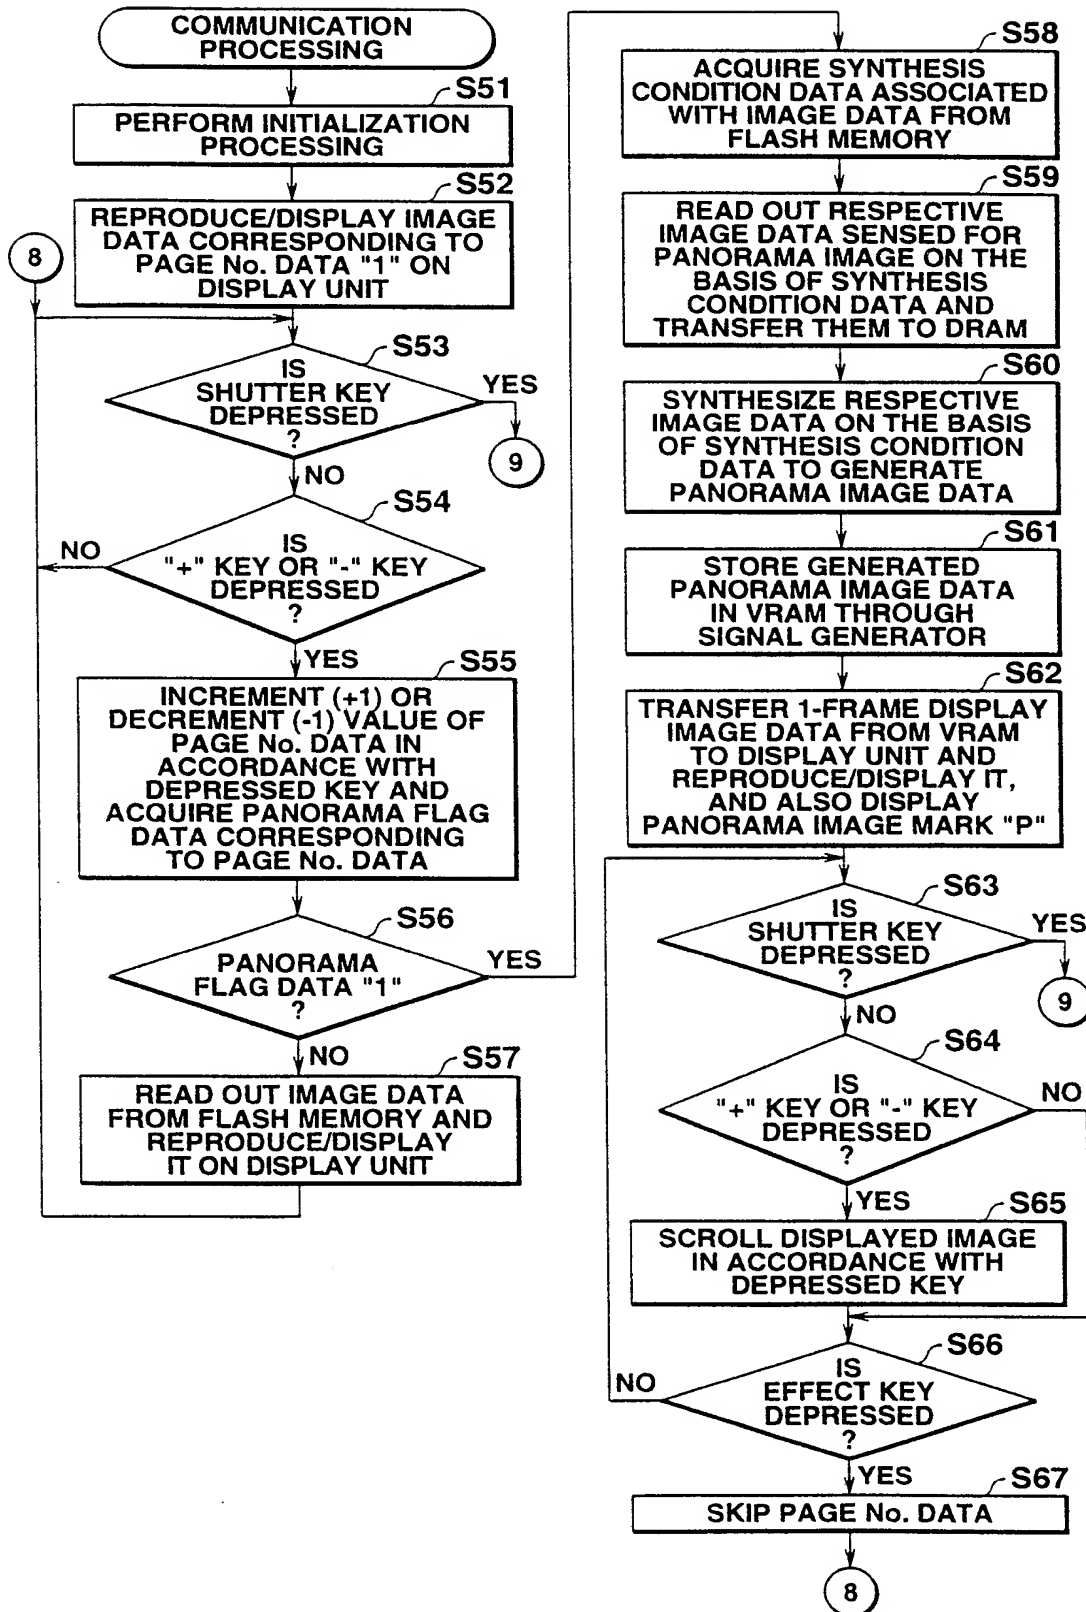 COMMUNICATION
PROCESSING
S51
PERFORM INITIALIZATION
PROCESSING
S52
REPRODUCE/DISPLAY IMAGE
DATA CORRESPONDING TO
PAGE No. DATA "1" ON
DISPLAY UNIT
8
S53
IS
SHUTTER KEY
DEPRESSED
?
YES
9
NO
S54
IS
"+" KEY OR "-" KEY
DEPRESSED
?
NO
YES
S55
INCREMENT (+1) OR
DECREMENT (-1) VALUE OF
PAGE No. DATA IN
ACCORDANCE WITH
DEPRESSED KEY AND
ACQUIRE PANORAMA FLAG
DATA CORRESPONDING
TO PAGE No. DATA
S56
PANORAMA
FLAG DATA "1"
?
YES
NO
S57
READ OUT IMAGE DATA
FROM FLASH MEMORY AND
REPRODUCE/DISPLAY
IT ON DISPLAY UNIT
S58
ACQUIRE SYNTHESIS
CONDITION DATA ASSOCIATED
WITH IMAGE DATA FROM
FLASH MEMORY
S59
READ OUT RESPECTIVE
IMAGE DATA SENSED FOR
PANORAMA IMAGE ON THE
BASIS OF SYNTHESIS
CONDITION DATA AND
TRANSFER THEM TO DRAM
S60
SYNTHESIZE RESPECTIVE
IMAGE DATA ON THE BASIS
OF SYNTHESIS CONDITION
DATA TO GENERATE
PANORAMA IMAGE DATA
S61
STORE GENERATED
PANORAMA IMAGE DATA
IN VRAM THROUGH
SIGNAL GENERATOR
S62
TRANSFER 1-FRAME DISPLAY
IMAGE DATA FROM VRAM
TO DISPLAY UNIT AND
REPRODUCE/DISPLAY IT,
AND ALSO DISPLAY
PANORAMA IMAGE MARK "P"
S63
IS
SHUTTER KEY
DEPRESSED
?
YES
9
NO
S64
IS
"+" KEY OR "-" KEY
DEPRESSED
?
NO
YES
S65
SCROLL DISPLAYED IMAGE
IN ACCORDANCE WITH
DEPRESSED KEY
S66
IS
EFFECT KEY
DEPRESSED
?
NO
YES
S67
SKIP PAGE No. DATA
8